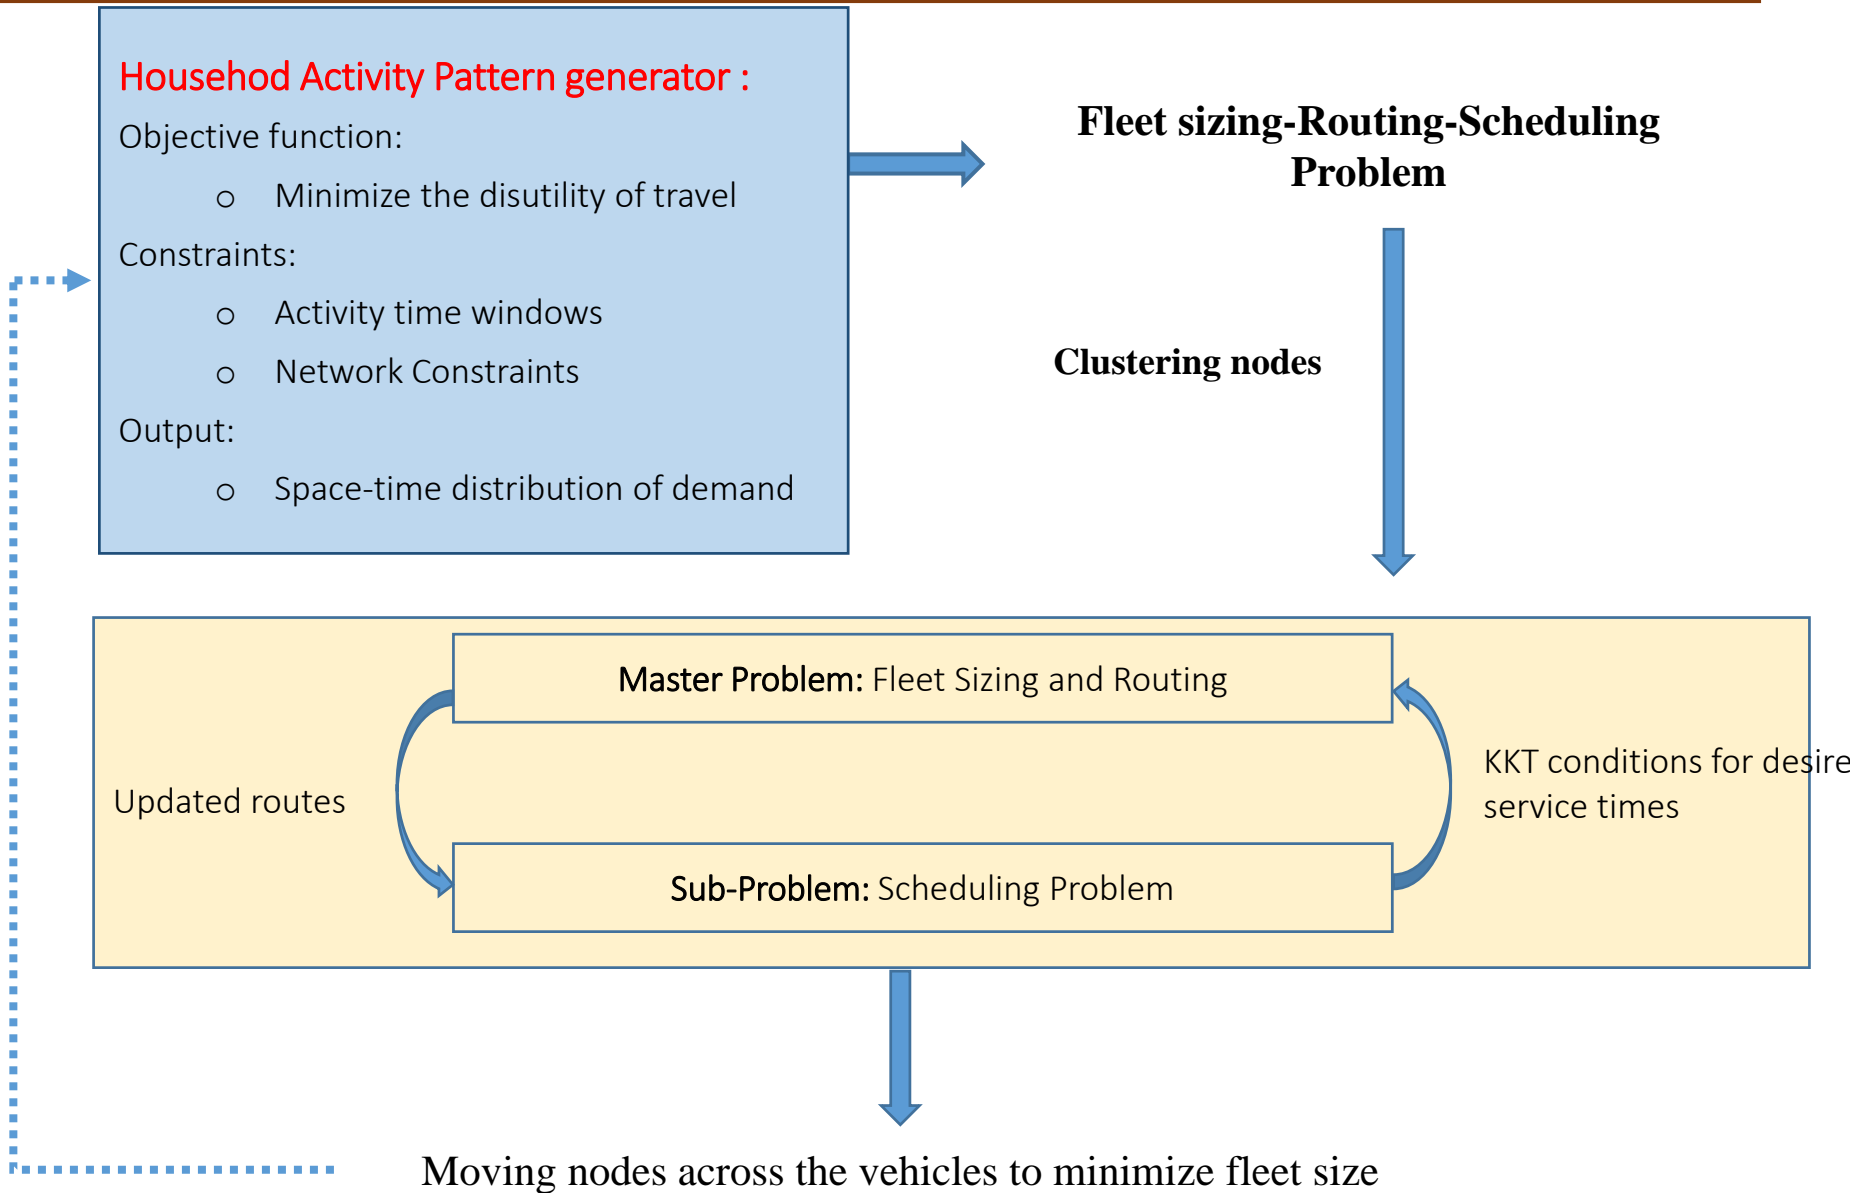 Househod Activity Pattern generator :
Objective function:
o Minimize the disutility of travel
Constraints:
o Activity time windows
o Network Constraints
Output:
o Space-time distribution of demand
Fleet sizing-Routing-Scheduling
Problem
Clustering nodes
Master Problem: Fleet Sizing and Routing
Updated routes
KKT conditions for desire
service times
Sub-Problem: Scheduling Problem
Moving nodes across the vehicles to minimize fleet size